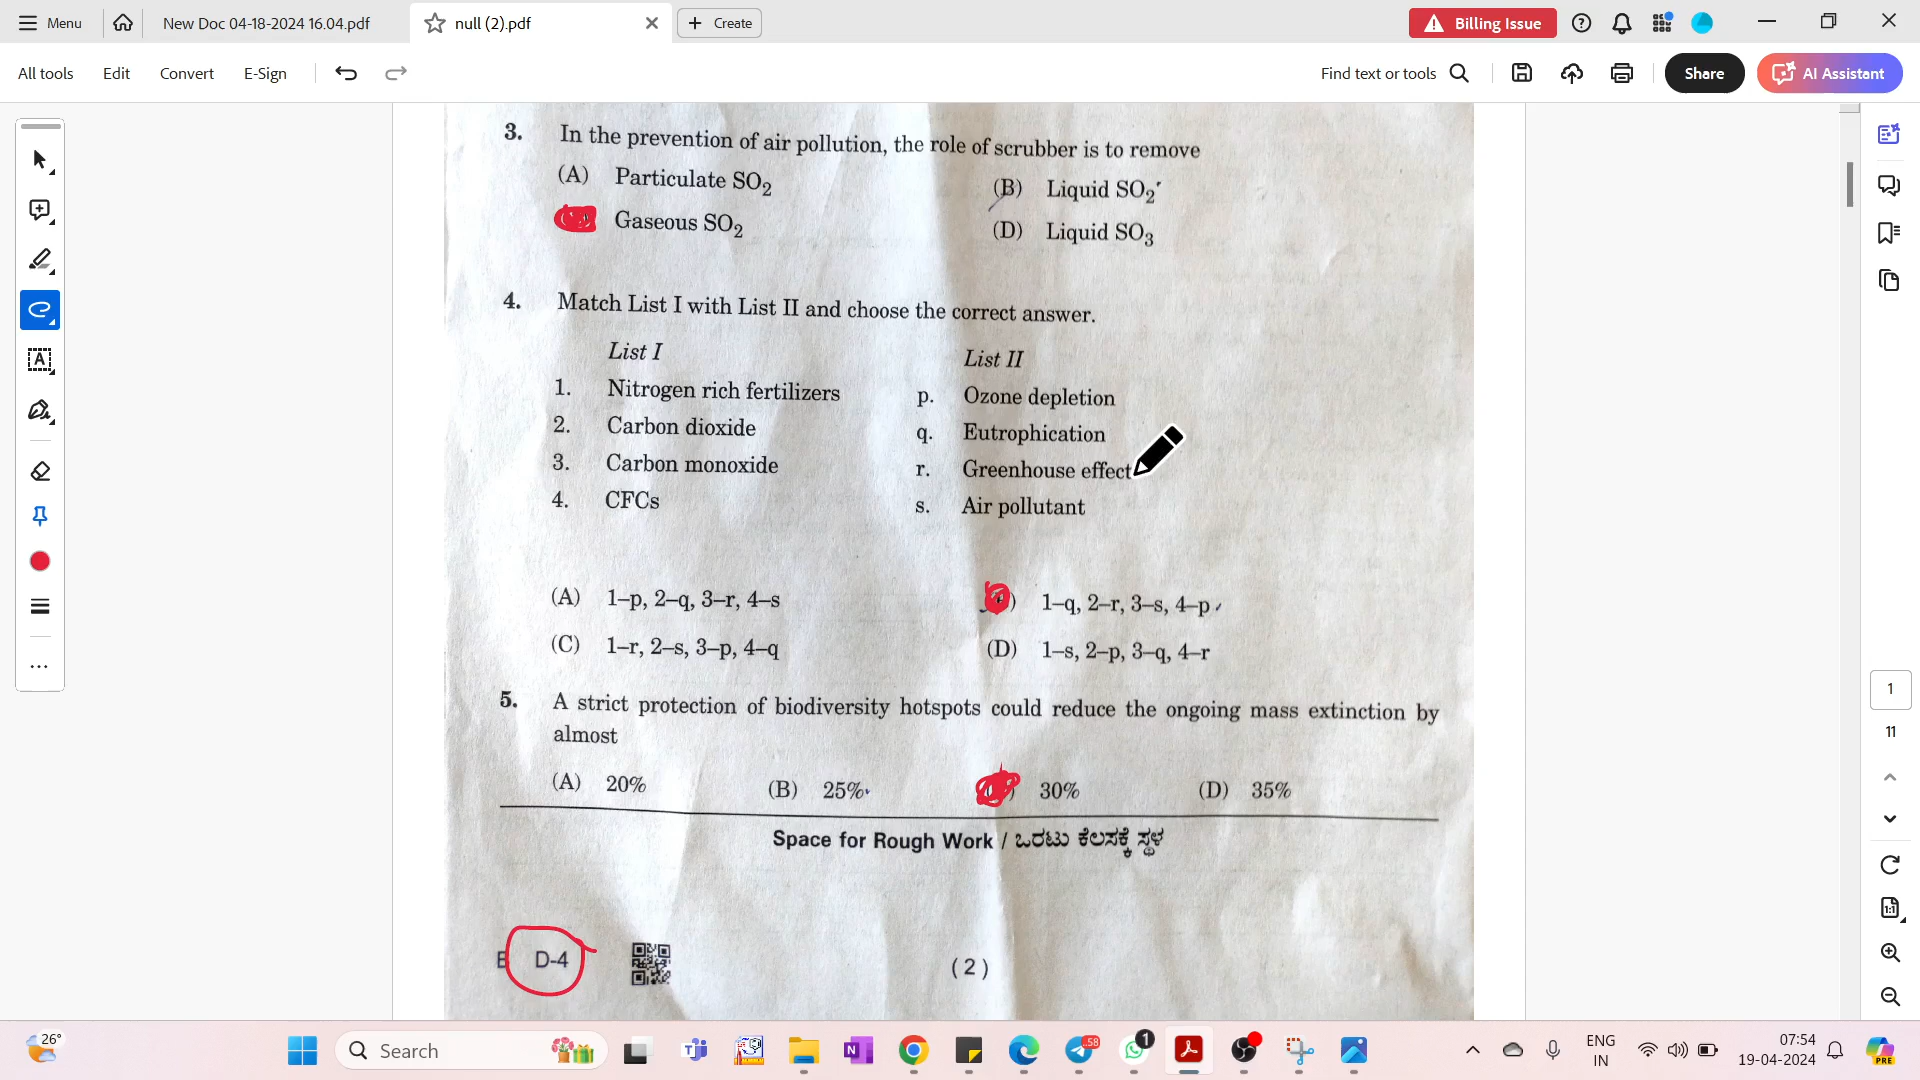 Menu
New Doc 04-18-2024 16.04.pdf
null (2).pdf
Create
Billing Issue
All tools
Edit
Convert
E-Sign
Find text or tools
Share
AI Assistant
3. In the prevention of air pollution, the role of scrubber is to remove
(A) Particulate SO2
(B) Liquid SO2
Gaseous SO2
(D) Liquid SO3
4. Match List I with List II and choose the correct answer.
List I List II
1. Nitrogen rich fertilizers p. Ozone depletion
2. Carbon dioxide q. Eutrophication
3. Carbon monoxide r. Greenhouse effect
4. CFCs s. Air pollutant
(A) 1–p, 2–q, 3–r, 4–s
1–q, 2–r, 3–s, 4–p
(C) 1–r, 2–s, 3–p, 4–q
(D) 1–s, 2–p, 3–q, 4–r
5. A strict protection of biodiversity hotspots could reduce the ongoing mass extinction by
almost
(A) 20% (B) 25% 30% (D) 35%
Space for Rough Work / ಒರಟು ಕೆಲಸಕ್ಕೆ ಸ್ಥಳ
D-4
(2)
1
11
26°
Search
58
1
ENG
IN
07:54
19-04-2024
PRE